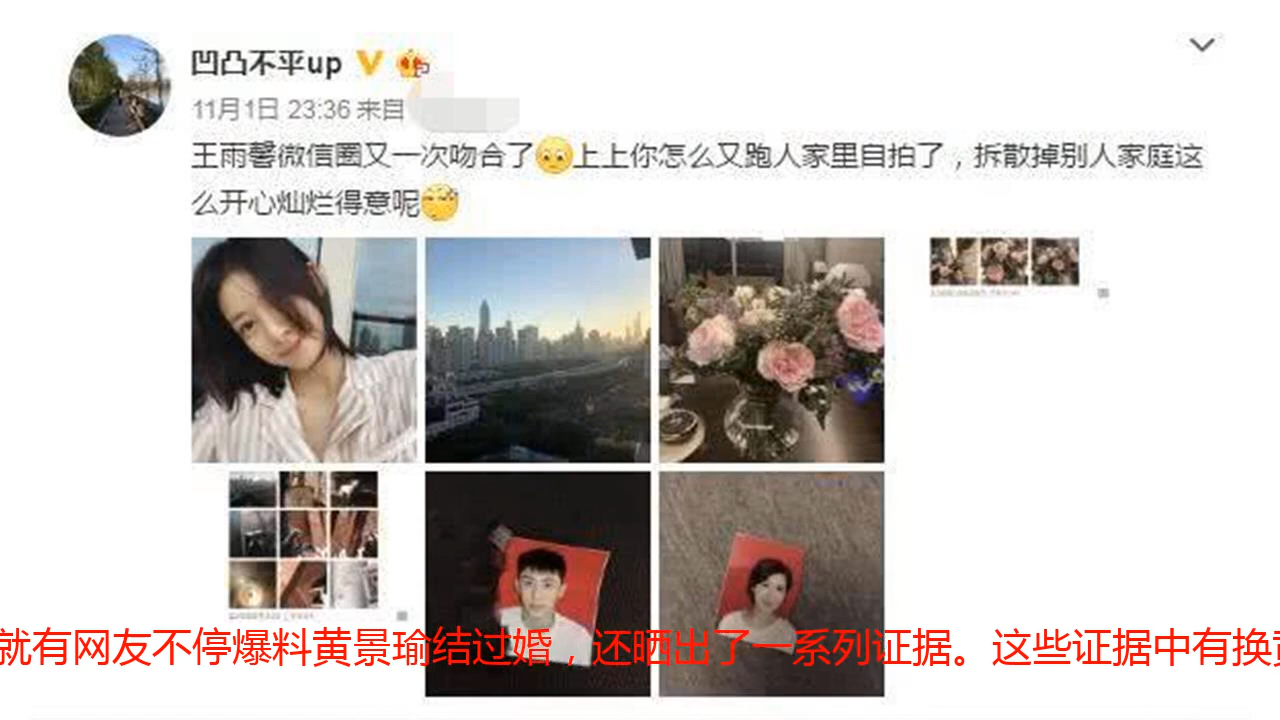 凹凸不平up
11月1日 23:36 来自
王雨馨微信圈又一次吻合了上上你怎么又跑人家里自拍了，拆散掉别人家庭这
么开心灿烂得意呢
就有网友不停爆料黄景瑜结过婚，还晒出了一系列证据。这些证据中有换